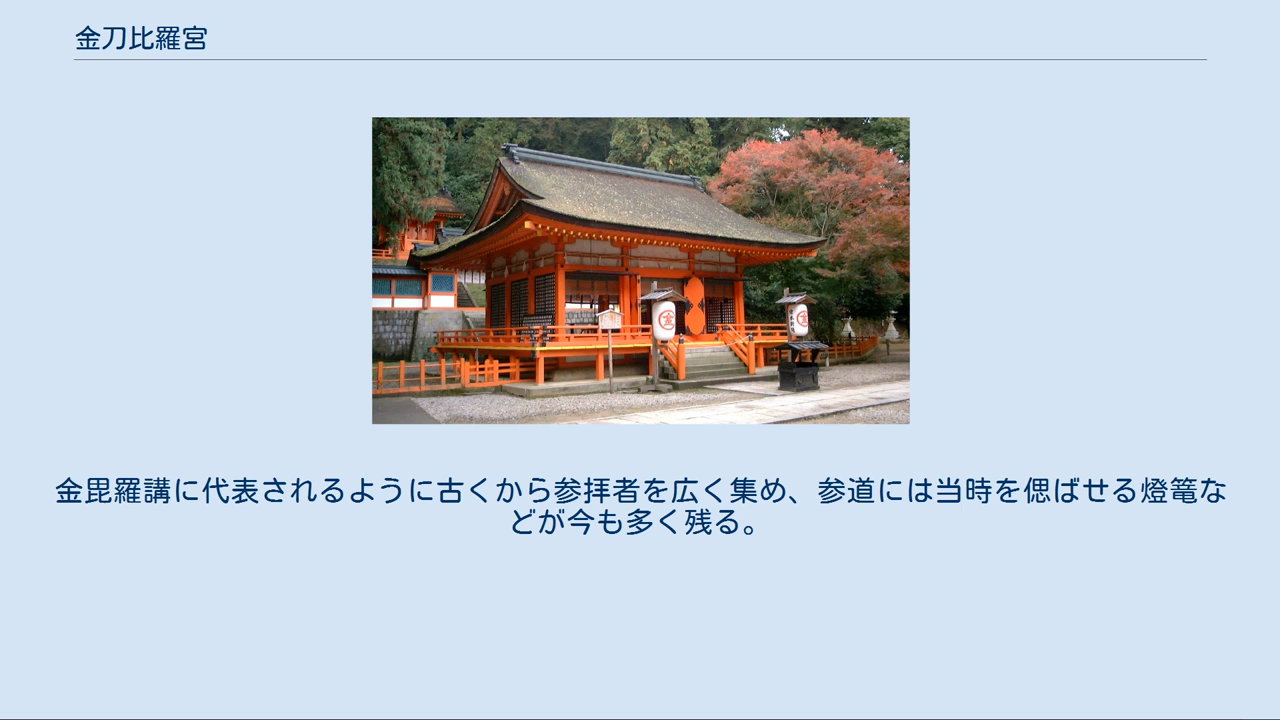 金刀比羅宮
金
金毘羅講に代表されるように古くから参拝者を広く集め、参道には当時を偲ばせる燈篭な
どが今も多く残る。